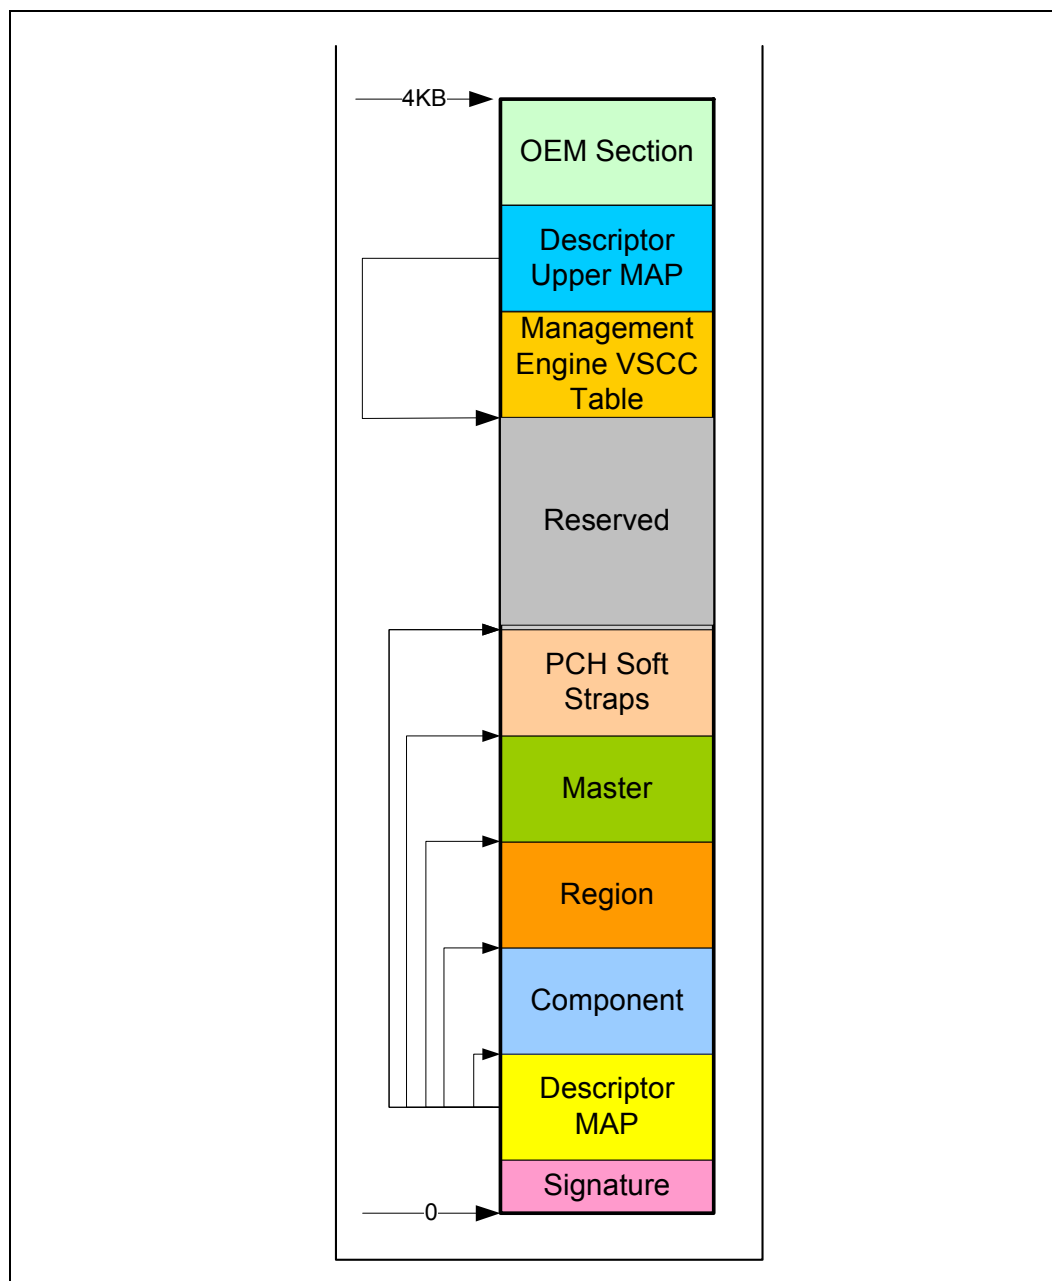 4KB
OEM Section
Descriptor
Upper MAP
Management
Engine VSCC
Table
Reserved
PCH Soft
Straps
Master
Region
Component
Descriptor
MAP
Signature
0